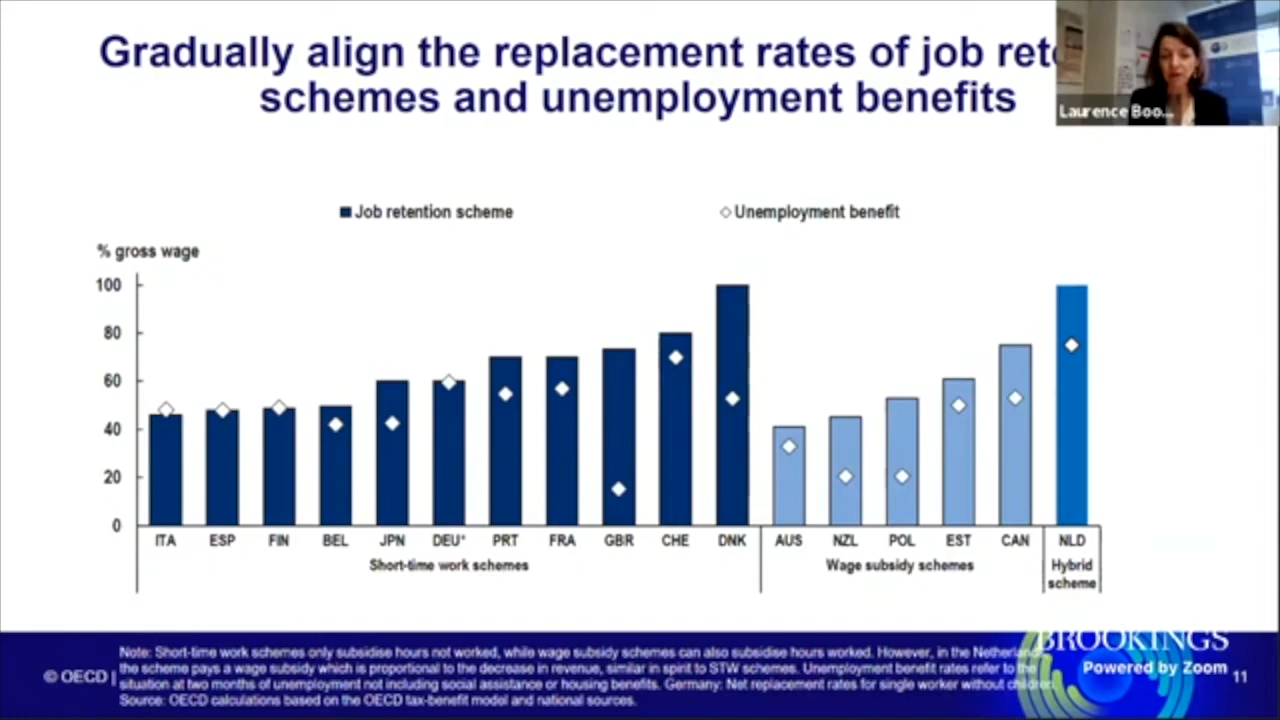 Gradually align the replacement rates of job rete
schemes and unemployment benefits
Laurence Boo...
Job retention scheme
Unemployment benefit
% gross wage
100
80
60
40
20
0
ITA ESP FIN BEL JPN DEU* PRT FRA GBR CHE DNK AUS NZL POL EST CAN NLD
Short-time work schemes Wage subsidy schemes Hybrid
scheme
Note: Short-time work schemes only subsidise hours not worked, while wage subsidy schemes can also subsidise hours worked. However, in the Netherlands
the scheme pays a wage subsidy which is proportional to the decrease in revenue, similar in spirit to STW schemes. Unemployment benefit rates refer to the
situation at two months of unemployment not including social assistance or housing benefits. Germany: Net replacement rates for single worker without children.
Source: OECD calculations based on the OECD tax-benefit model and national sources.
© OECD |
BROOKINGS
Powered by Zoom
11